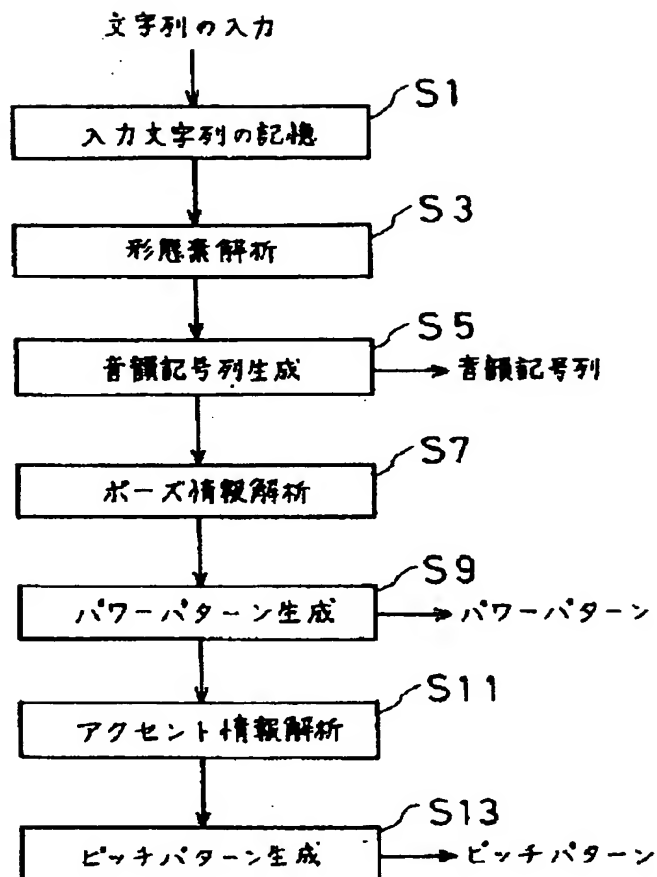 文字列の入力
S1
入力文字列の記憶
S3
形態素解析
S5
音韻記号列生成
音韻記号列
S7
ポーズ情報解析
S9
パワーパターン生成
パワーパターン
S11
アクセント情報解析
S13
ピッチパターン生成
ピッチパターン